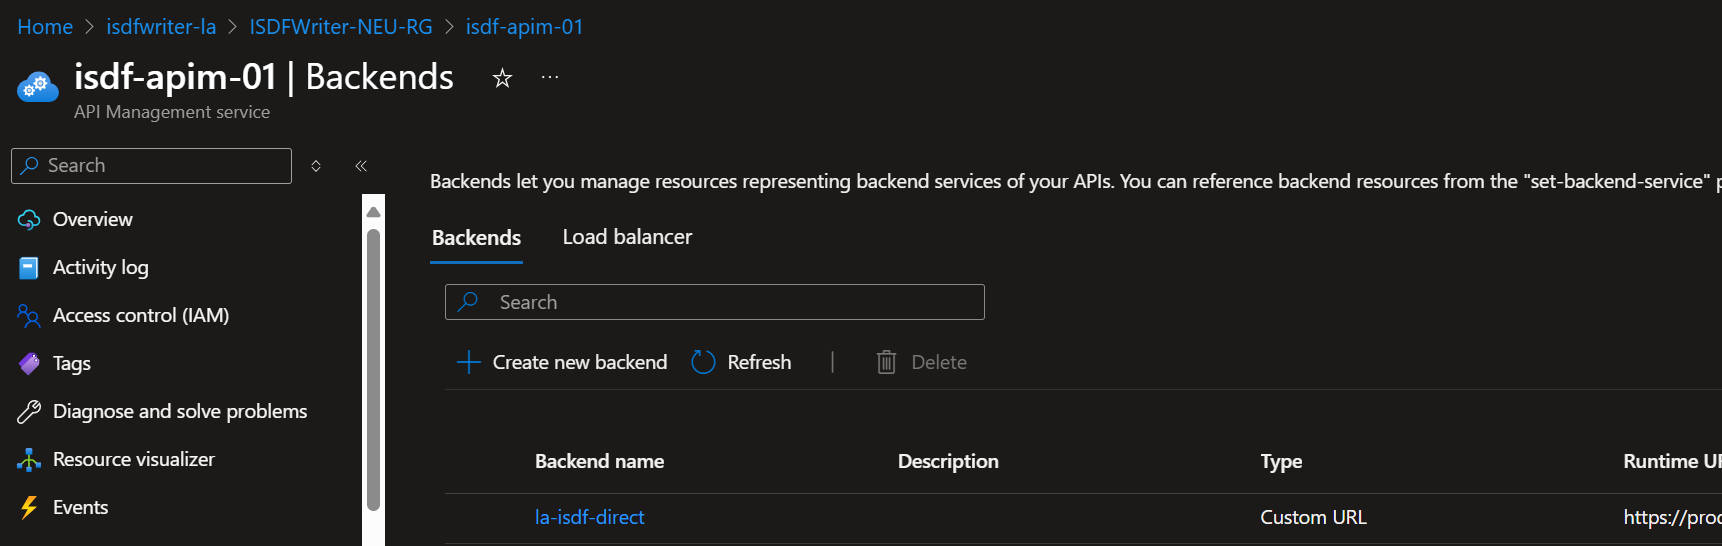 Home > isdfwriter-la > ISDFWriter-NEU-RG > isdf-apim-01
isdf-apim-01 | Backends
API Management service
Search
Overview
Activity log
Access control (IAM)
Tags
Diagnose and solve problems
Resource visualizer
Events
Backends let you manage resources representing backend services of your APIs. You can reference backend resources from the "set-backend-service" p
Backends Load balancer
Search
Create new backend Refresh | Delete
Backend name Description Type Runtime
la-isdf-direct Custom URL https://prod